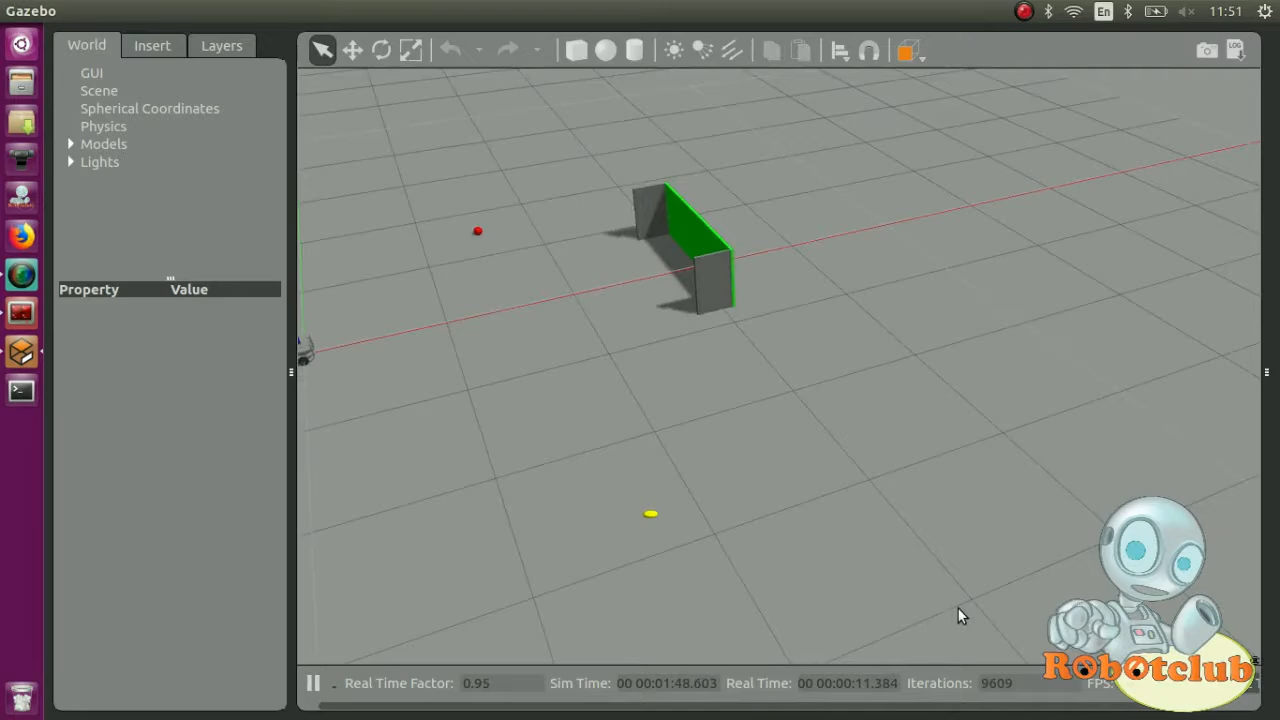 Gazebo
En
11:51
World Insert Layers
LOG
GUI
Scene
Spherical Coordinates
Physics
Models
Lights
Property Value
Real Time Factor: 0.95 Sim Time: 00 00:01:48.603 Real Time: 00 00:00:11.384 Iterations: 9609 FPS:
Robotclub